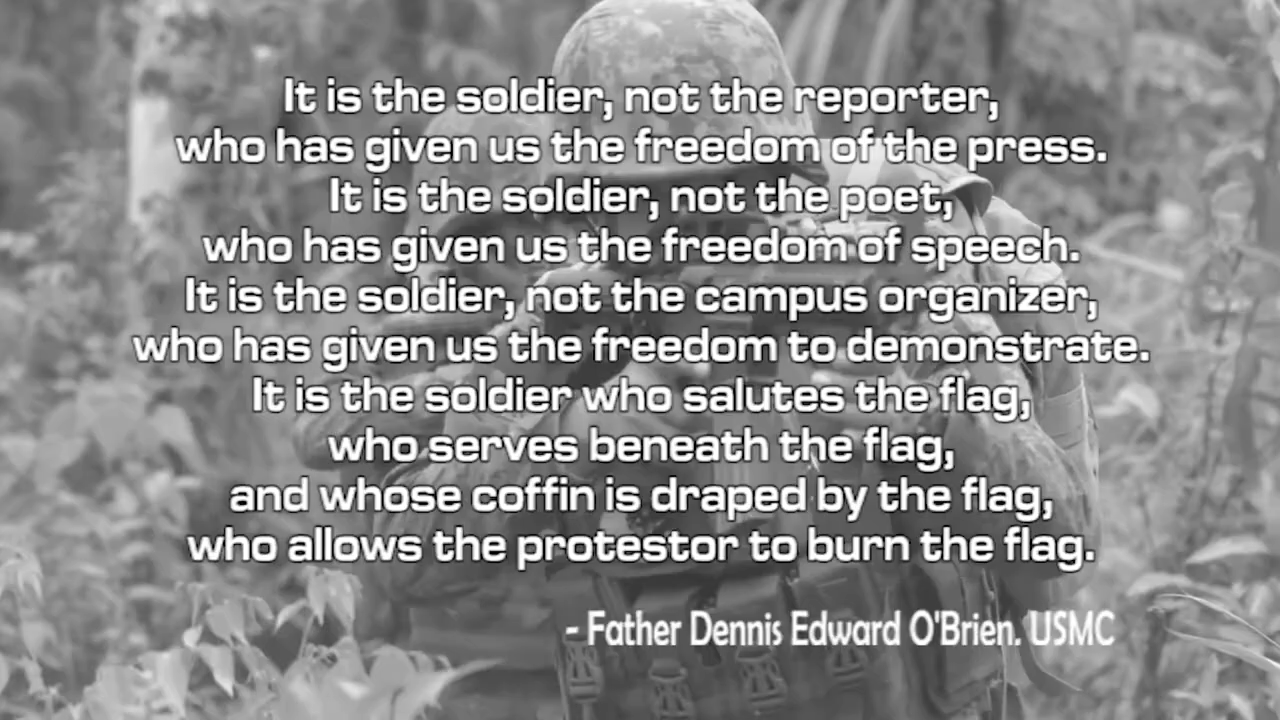 It is the soldier, not the reporter,
who has given us the freedom of the press.
It is the soldier, not the poet,
who has given us the freedom of speech.
It is the soldier, not the campus organizer,
who has given us the freedom to demonstrate.
It is the soldier who salutes the flag,
who serves beneath the flag,
and whose coffin is draped by the flag,
who allows the protestor to burn the flag.
- Father Dennis Edward O'Brien. USMC